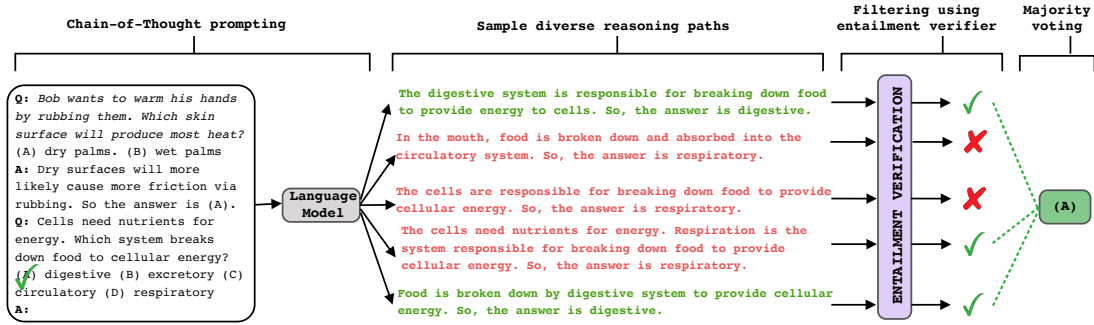 Chain-of-Thought prompting
Sample diverse reasoning paths
Filtering using
entailment verifier
Majority
voting
Q: Bob wants to warm his hands
by rubbing them. Which skin
surface will produce most heat?
(A) dry palms. (B) wet palms
A: Dry surfaces will more
likely cause more friction via
rubbing. So the answer is (A).
Q: Cells need nutrients for
energy. Which system breaks
down food to cellular energy?
(A) digestive (B) excretory (C)
circulatory (D) respiratory
A:
Language
Model
The digestive system is responsible for breaking down food
to provide energy to cells. So, the answer is digestive.
In the mouth, food is broken down and absorbed into the
circulatory system. So, the answer is respiratory.
The cells are responsible for breaking down food to provide
cellular energy. So, the answer is respiratory.
The cells need nutrients for energy. Respiration is the
system responsible for breaking down food to provide
cellular energy. So, the answer is respiratory.
Food is broken down by digestive system to provide cellular
energy. So, the answer is digestive.
ENTAILMENT VERIFICATION
(A)